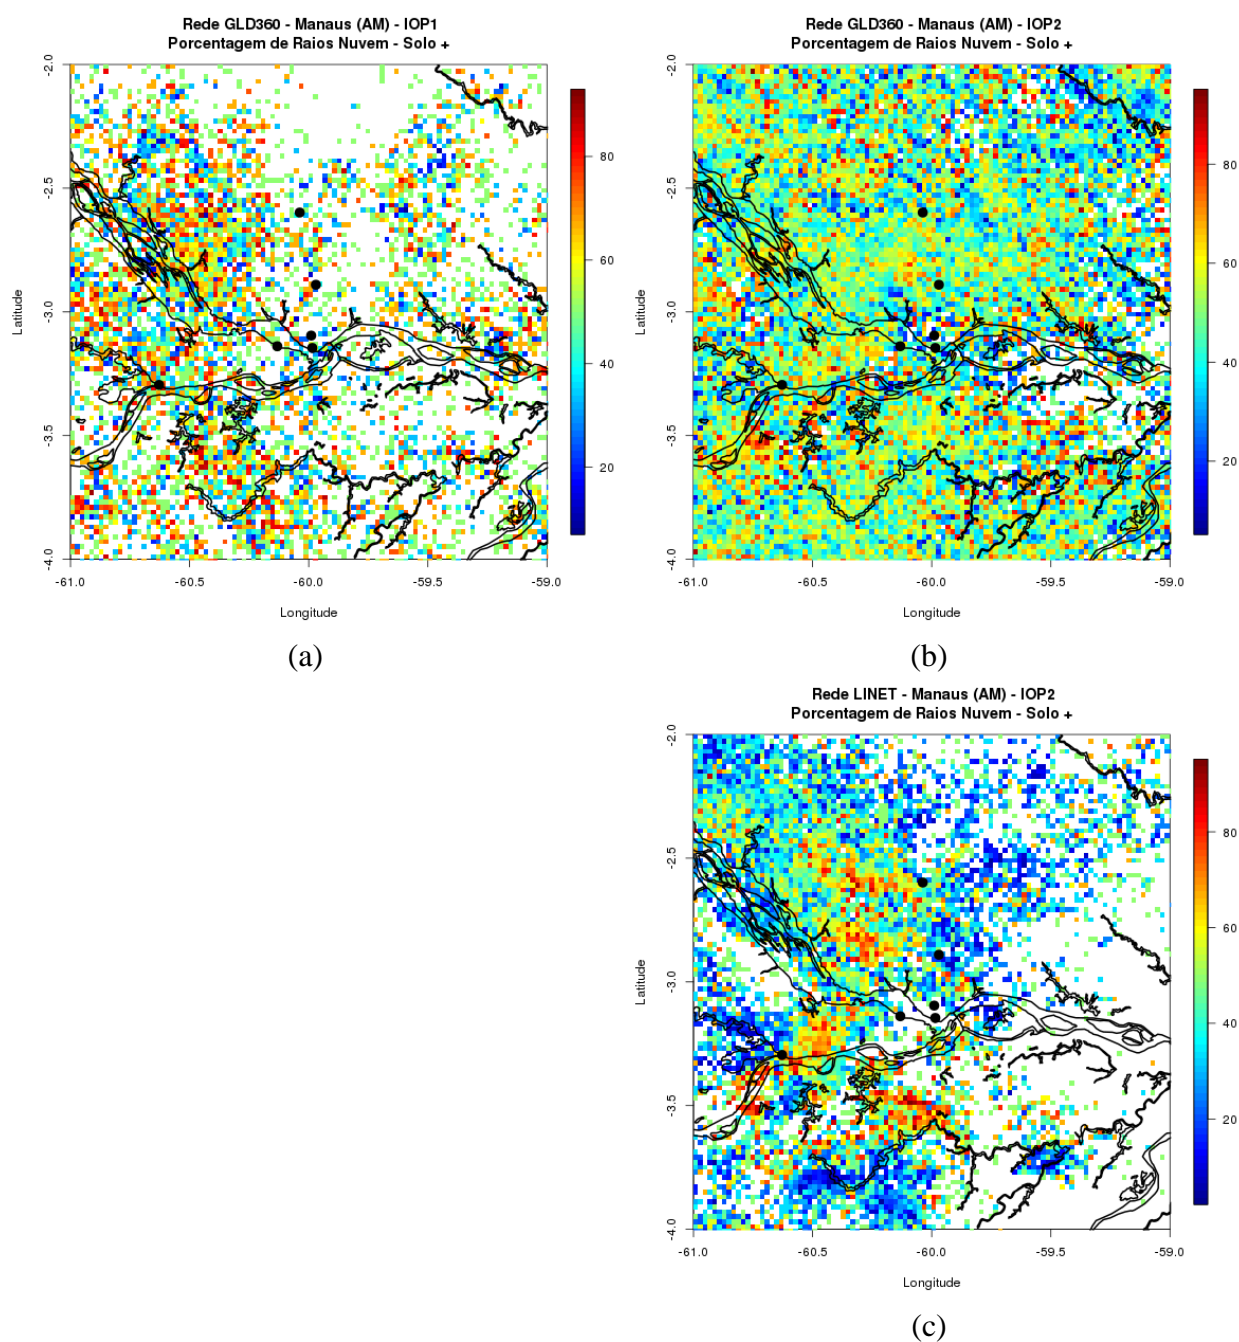 Rede GLD360 - Manaus (AM) - IOP1
Porcentagem de Raios Nuvem - Solo +
-2.0
-2.5
-3.0
-3.5
-4.0
Latitude
-61.0
-60.5
-60.0
-59.5
-59.0
Longitude
80
60
40
20
(a)
Rede GLD360 - Manaus (AM) - IOP2
Porcentagem de Raios Nuvem - Solo +
-2.0
-2.5
-3.0
-3.5
-4.0
Latitude
-61.0
-60.5
-60.0
-59.5
-59.0
Longitude
80
60
40
20
(b)
Rede LINET - Manaus (AM) - IOP2
Porcentagem de Raios Nuvem - Solo +
-2.0
-2.5
-3.0
-3.5
-4.0
Latitude
-61.0
-60.5
-60.0
-59.5
-59.0
Longitude
80
60
40
20
(c)